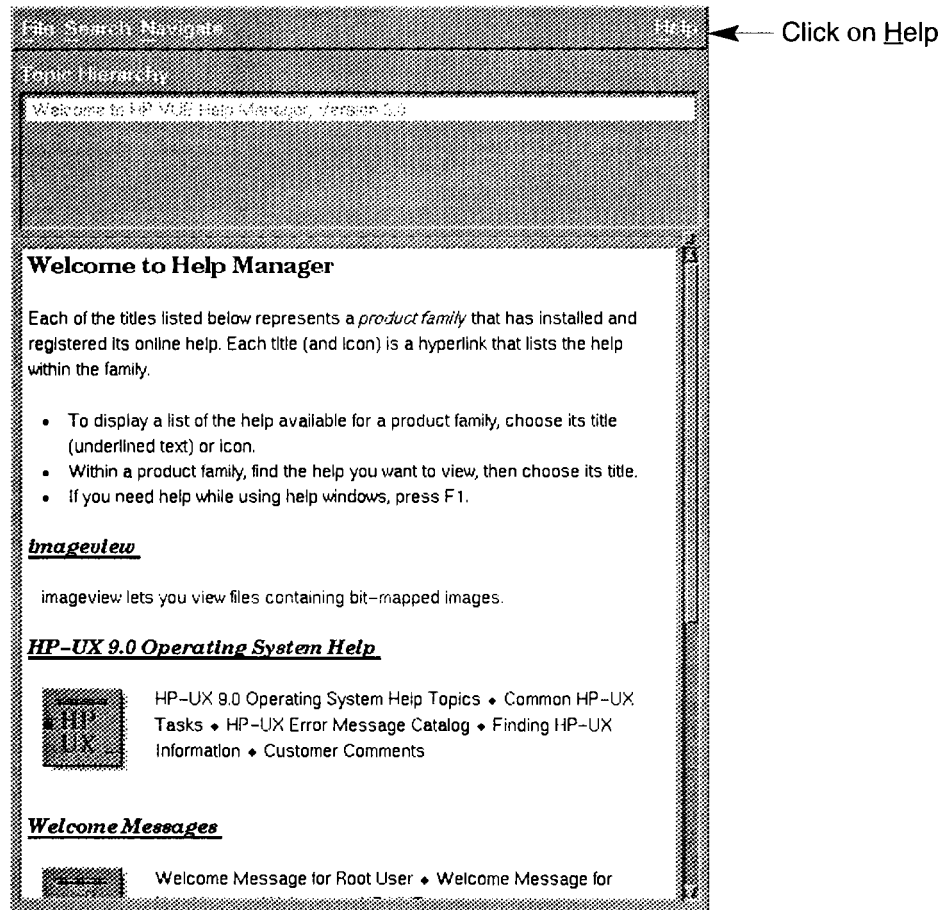 File Search Navigate Help
Click on Help
Topic Hierarchy
Welcome to HP VUE Help Manager, Version 3.0
Welcome to Help Manager
Each of the titles listed below represents a product family that has installed and
registered its online help. Each title (and icon) is a hyperlink that lists the help
within the family.
• To display a list of the help available for a product family, choose its title
(underlined text) or icon.
• Within a product family, find the help you want to view, then choose its title.
• If you need help while using help windows, press F1.
imageview
imageview lets you view files containing bit-mapped images.
HP-UX 9.0 Operating System Help
HP
UX
HP-UX 9.0 Operating System Help Topics ◆ Common HP-UX
Tasks ◆ HP-UX Error Message Catalog ◆ Finding HP-UX
Information ◆ Customer Comments
Welcome Messages
Welcome Message for Root User ◆ Welcome Message for